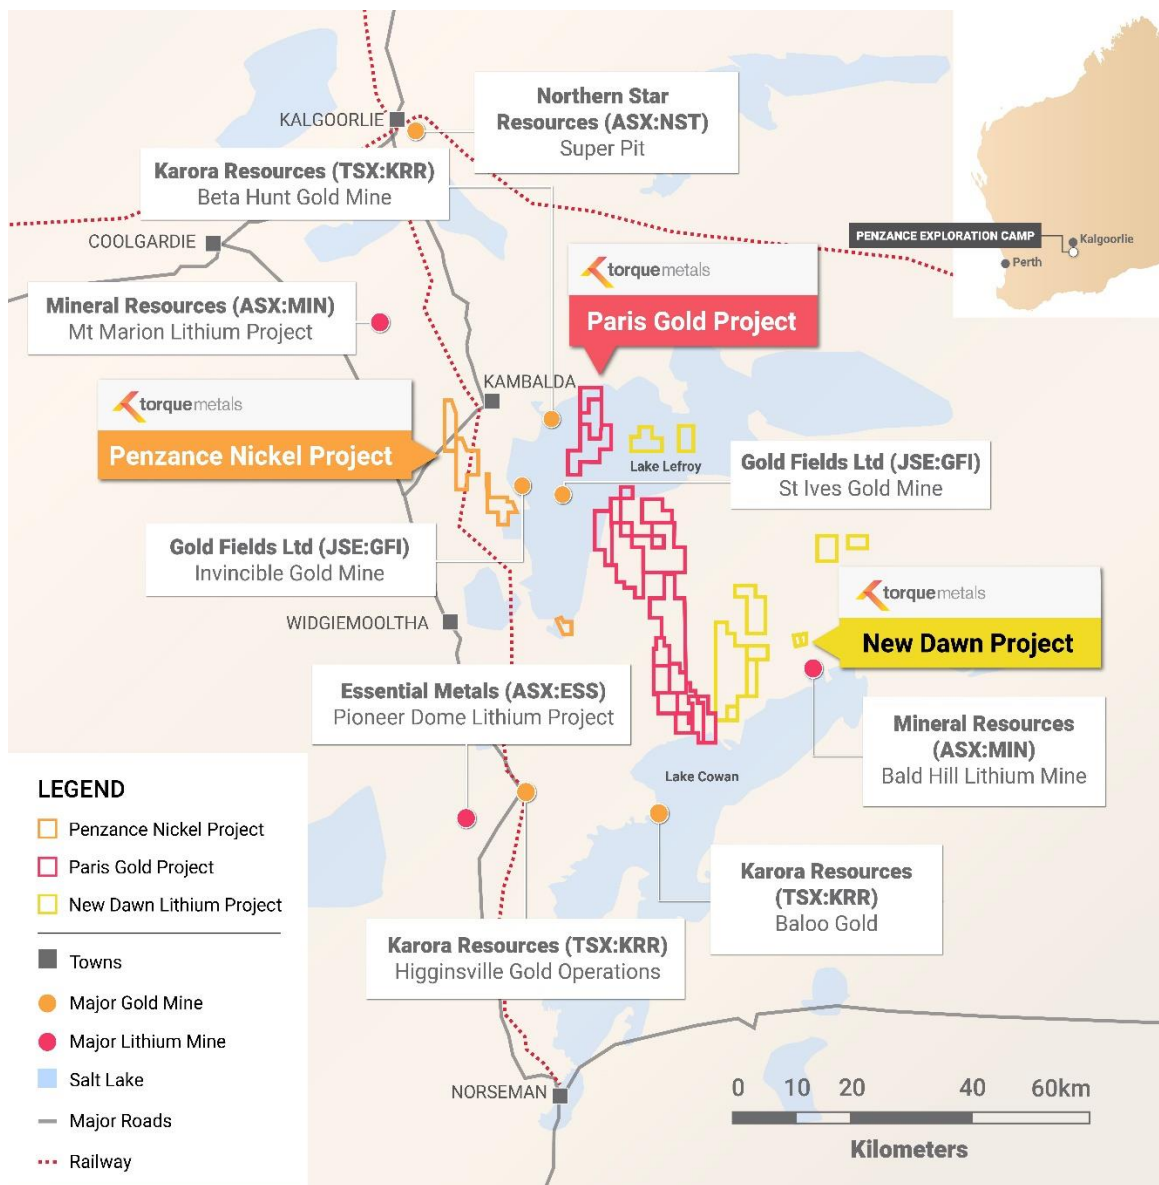 Northern Star
Resources (ASX:NST)
Super Pit
KALGOORLIE
Karora Resources (TSX:KRR)
Beta Hunt Gold Mine
COOLGARDIE
PENZANCE EXPLORATION CAMP
Kalgoorlie
Perth
torquemetals
Paris Gold Project
Mineral Resources (ASX:MIN)
Mt Marion Lithium Project
KAMBALDA
torquemetals
Penzance Nickel Project
Lake Lefroy
Gold Fields Ltd (JSE:GFI)
St Ives Gold Mine
Gold Fields Ltd (JSE:GFI)
Invincible Gold Mine
torquemetals
New Dawn Project
WIDGIEMOOLTHA
Essential Metals (ASX:ESS)
Pioneer Dome Lithium Project
Mineral Resources
(ASX:MIN)
Bald Hill Lithium Mine
Lake Cowan
LEGEND
Penzance Nickel Project
Paris Gold Project
New Dawn Lithium Project
Towns
Major Gold Mine
Major Lithium Mine
Salt Lake
Major Roads
Railway
Karora Resources
(TSX:KRR)
Baloo Gold
Karora Resources (TSX:KRR)
Higginsville Gold Operations
NORSEMAN
0 10 20 40 60km
Kilometers